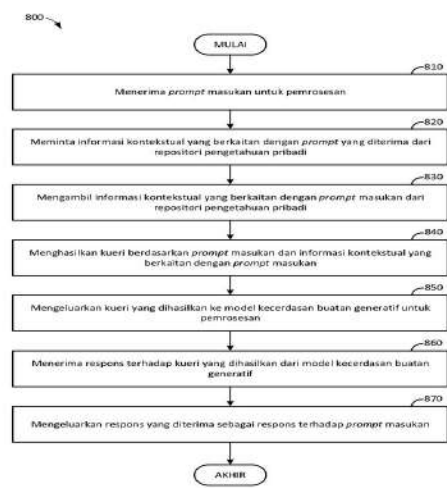 800
MULAI
810
Menerima prompt masukan untuk pemrosesan
820
Meminta informasi kontekstual yang berkaitan dengan prompt yang diterima dari
repositori pengetahuan pribadi
830
Mengambil informasi kontekstual yang berkaitan dengan prompt masukan dari
repositori pengetahuan pribadi
840
Menghasilkan kueri berdasarkan prompt masukan dan informasi kontekstual yang
berkaitan dengan prompt masukan
850
Mengeluarkan kueri yang dihasilkan ke model kecerdasan buatan generatif untuk
pemrosesan
860
Menerima respons terhadap kueri yang dihasilkan dari model kecerdasan buatan
generatif
870
Mengeluarkan respons yang diterima sebagai respons terhadap prompt masukan
AKHIR